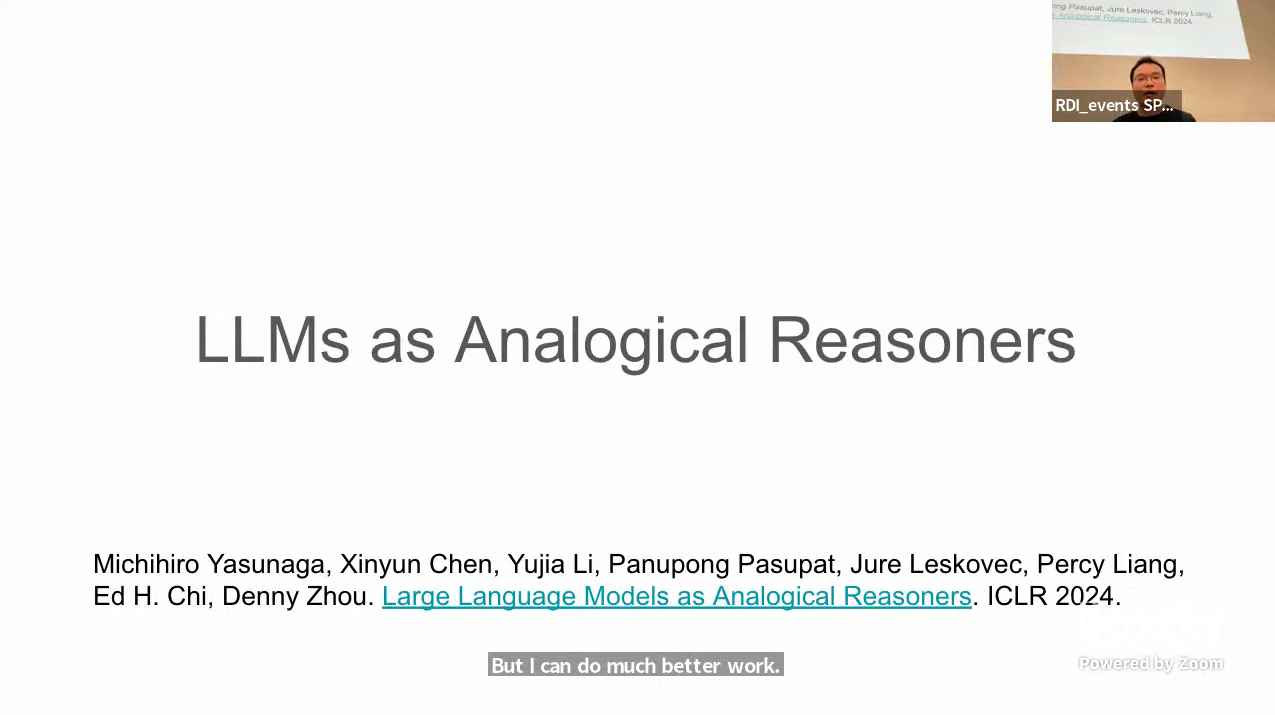 ong Pasupat, Jure Leskovec, Percy Liang,
s Analogical Reasoners. ICLR 2024
RDI_events SP...
LLMs as Analogical Reasoners
Michihiro Yasunaga, Xinyun Chen, Yujia Li, Panupong Pasupat, Jure Leskovec, Percy Liang,
Ed H. Chi, Denny Zhou. Large Language Models as Analogical Reasoners. ICLR 2024.
But I can do much better work.
Powered by Zoom